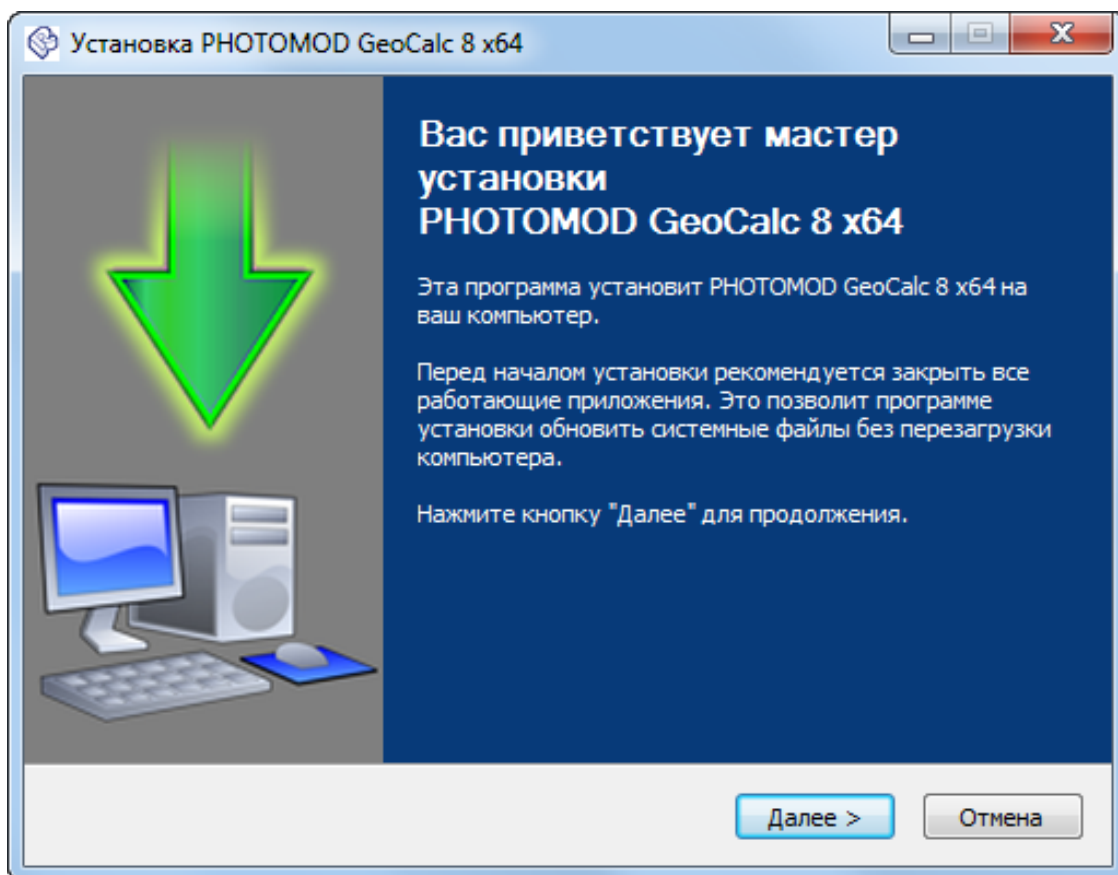 Установка PHOTOMOD GeoCalc 8 x64
Вас приветствует мастер
установки
PHOTOMOD GeoCalc 8 x64
Эта программа установит PHOTOMOD GeoCalc 8 x64 на
ваш компьютер.
Перед началом установки рекомендуется закрыть все
работающие приложения. Это позволит программе
установки обновить системные файлы без перезагрузки
компьютера.
Нажмите кнопку "Далее" для продолжения.
Далее >
Отмена